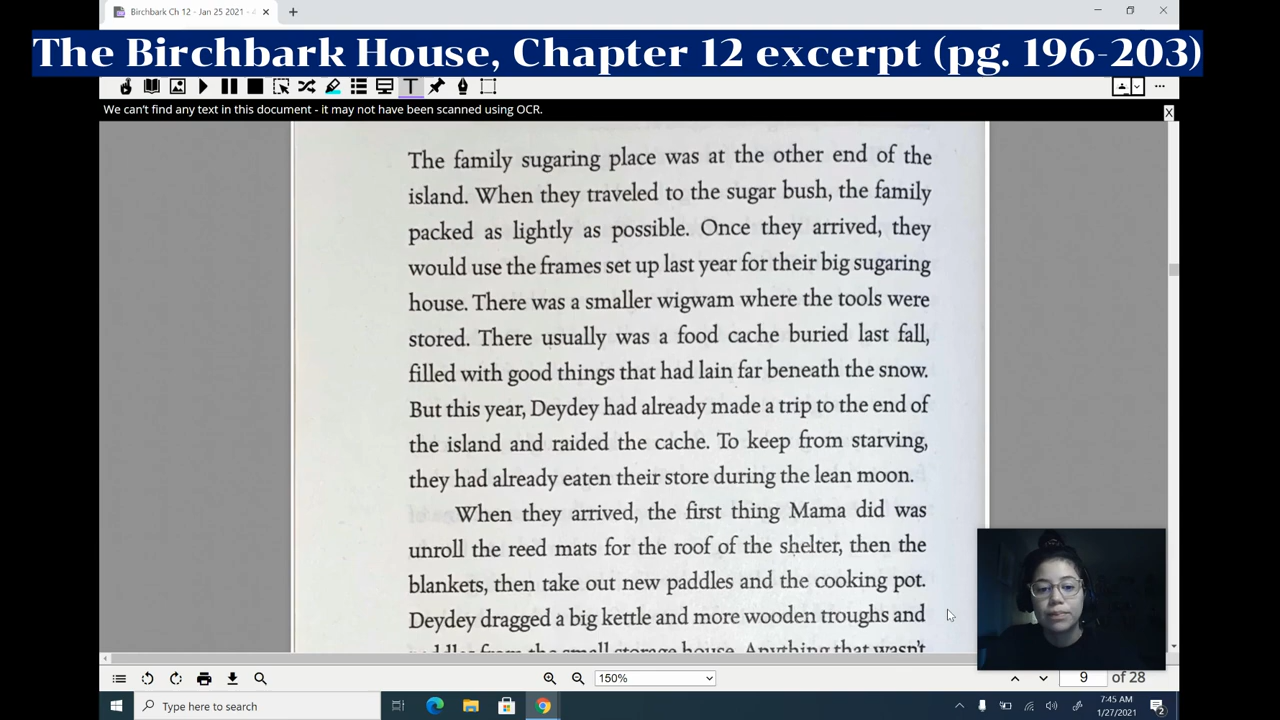 Birchbark Ch 12 - Jan 25 2021 -
The Birchbark House, Chapter 12 excerpt (pg. 196-203)
We can't find any text in this document - it may not have been scanned using OCR.
X
The family sugaring place was at the other end of the
island. When they traveled to the sugar bush, the family
packed as lightly as possible. Once they arrived, they
would use the frames set up last year for their big sugaring
house. There was a smaller wigwam where the tools were
stored. There usually was a food cache buried last fall,
filled with good things that had lain far beneath the snow.
But this year, Deydey had already made a trip to the end of
the island and raided the cache. To keep from starving,
they had already eaten their store during the lean moon.
When they arrived, the first thing Mama did was
unroll the reed mats for the roof of the shelter, then the
blankets, then take out new paddles and the cooking pot.
Deydey dragged a big kettle and more wooden troughs and
from the small storage house. Anything that wasn't
150%
9 of 28
Type here to search
7:45 AM
1/27/2021
2